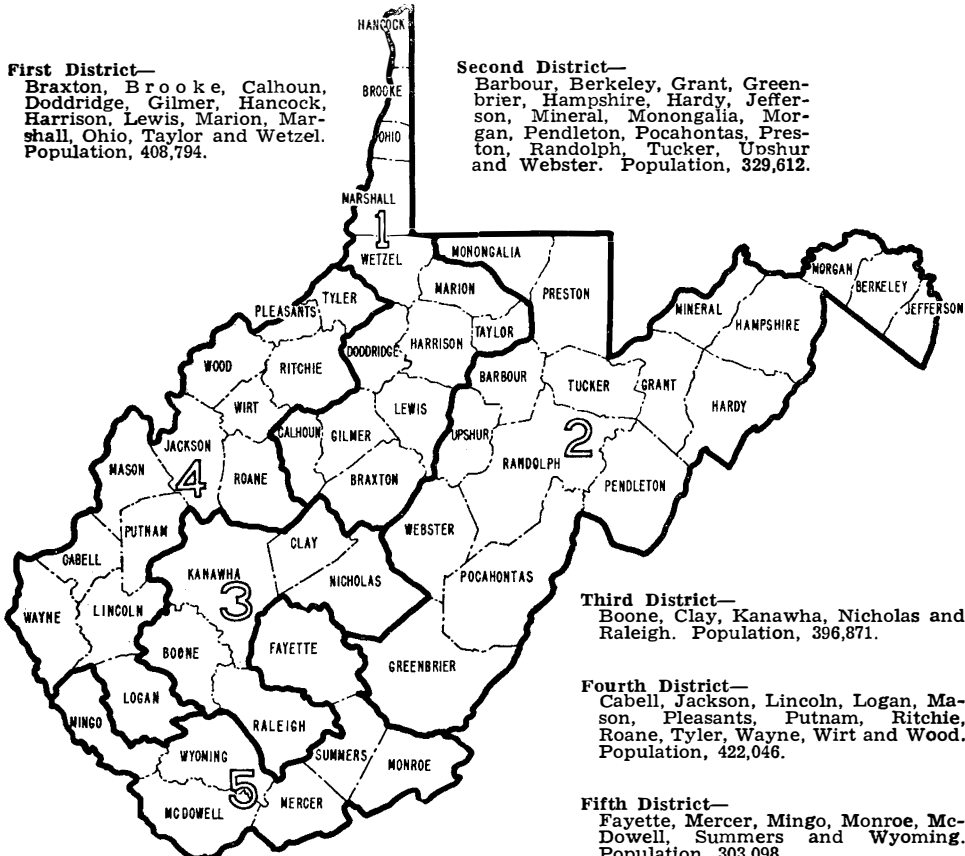 First District—
Braxton, Brooke, Calhoun,
Doddridge, Gilmer, Hancock,
Harrison, Lewis, Marion, Mar-
shall, Ohio, Taylor and Wetzel.
Population, 408,794.
Second District—
Barbour, Berkeley, Grant, Green-
brier, Hampshire, Hardy, Jeffer-
son, Mineral, Monongalia, Mor-
gan, Pendleton, Pocahontas, Pres-
ton, Randolph, Tucker, Upshur
and Webster. Population, 329,612.
HANCOCK
BROOKE
OHIO
MARSHALL
1
WETZEL
MONONGALIA
MARION
PRESTON
TYLER
PLEASANTS
TAYLOR
DODDRIDGE
HARRISON
MINERAL
HAMPSHIRE
MORGAN
BERKELEY
JEFFERSON
WOOD
RITCHIE
BARBOUR
TUCKER
GRANT
HARDY
WIRT
LEWIS
CALHOUN
GILMER
UPSHUR
2
RANDOLPH
JACKSON
4
MASON
ROANE
BRAXTON
PENDLETON
PUTNAM
WEBSTER
CLAY
CABELL
KANAWHA
3
NICHOLAS
POCAHONTAS
WAYNE
LINCOLN
BOONE
FAYETTE
GREENBRIER
LOGAN
MINGO
RALEIGH
WYOMING
SUMMERS
MONROE
5
MCDOWELL
MERCER
Third District—
Boone, Clay, Kanawha, Nicholas and
Raleigh. Population, 396,871.
Fourth District—
Cabell, Jackson, Lincoln, Logan, Ma-
son, Pleasants, Putnam, Ritchie,
Roane, Tyler, Wayne, Wirt and Wood.
Population, 422,046.
Fifth District—
Fayette, Mercer, Mingo, Monroe, Mc-
Dowell, Summers and Wyoming.
Population, 303,098.